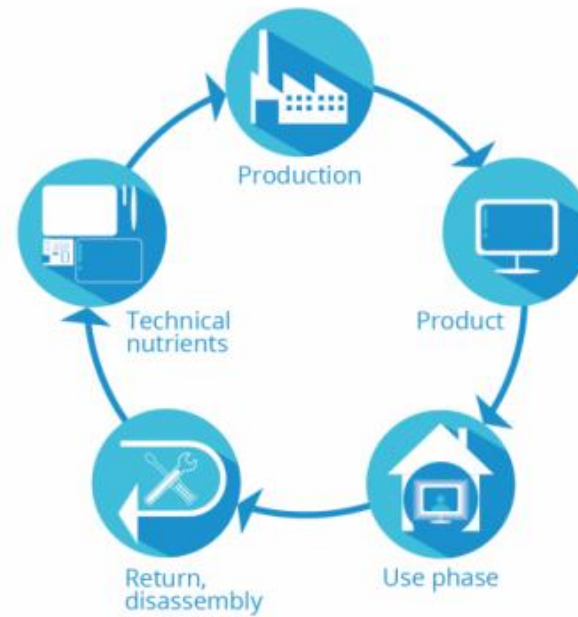 Production
Product
Use phase
Return,
disassembly
Technical
nutrients